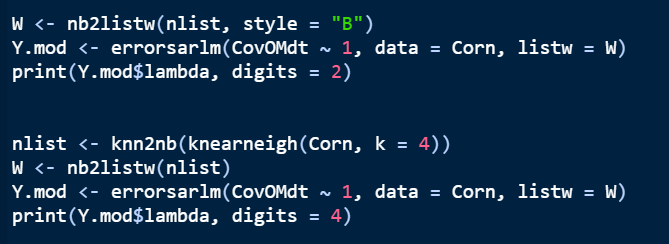 W <- nb2listw(nlist, style = "B")
Y.mod <- errorsarlm(CovOMdt ~ 1, data = Corn, listw = W)
print(Y.mod$lambda, digits = 2)
nlist <- knn2nb(knearneigh(Corn, k = 4))
W <- nb2listw(nlist)
Y.mod <- errorsarlm(CovOMdt ~ 1, data = Corn, listw = W)
print(Y.mod$lambda, digits = 4)